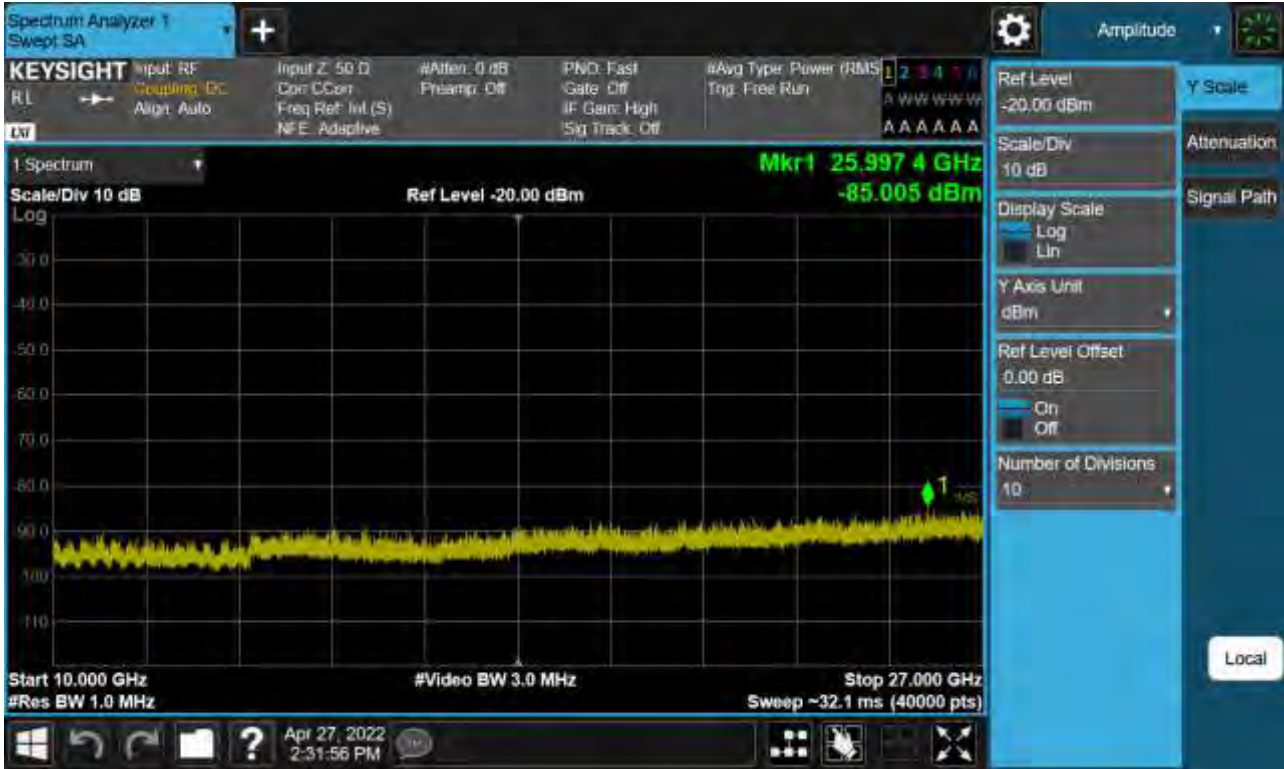 Spectrum Analyzer 1
Swept SA
+
Amplitude
KEYSIGHT
RL
Input: RF
Coupling: DC
Align: Auto
Input Z: 50 Ω
Corr CCorr
Freq Ref: Int (S)
NFE: Adaptive
#Atten: 0 dB
Preamp: Off
PNO: Fast
Gate: Off
IF Gain: High
Sig Track: Off
#Avg Type: Power (RMS
Trig: Free Run
1 2 3 4 5 6
A W W W W W
A A A A A A
1 Spectrum
Scale/Div 10 dB
Log
Ref Level -20.00 dBm
Mkr1 25.997 4 GHz
-85.005 dBm
-30.0
-40.0
-50.0
-60.0
-70.0
-80.0
-90.0
-100
-110
1
Start 10.000 GHz
#Res BW 1.0 MHz
#Video BW 3.0 MHz
Stop 27.000 GHz
Sweep ~32.1 ms (40000 pts)
Ref Level
-20.00 dBm
Scale/Div
10 dB
Display Scale
Log
Lin
Y Axis Unit
dBm
Ref Level Offset
0.00 dB
On
Off
Number of Divisions
10
Y Scale
Attenuation
Signal Path
Local
?
Apr 27, 2022
2:31:56 PM